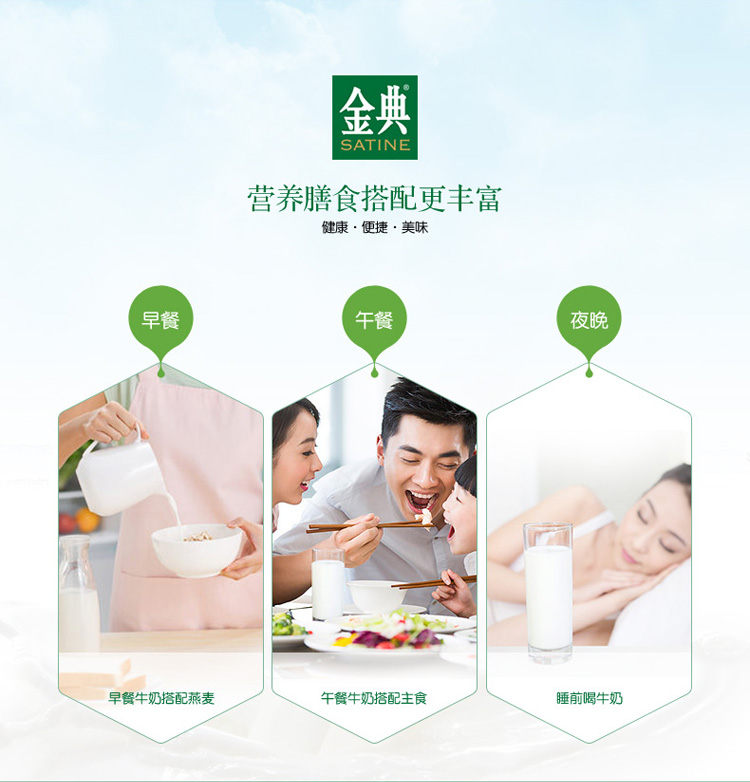 金典®
SATINE
营养膳食搭配更丰富
健康·便捷·美味
早餐
午餐
夜晚
早餐牛奶搭配燕麦
午餐牛奶搭配主食
睡前喝牛奶